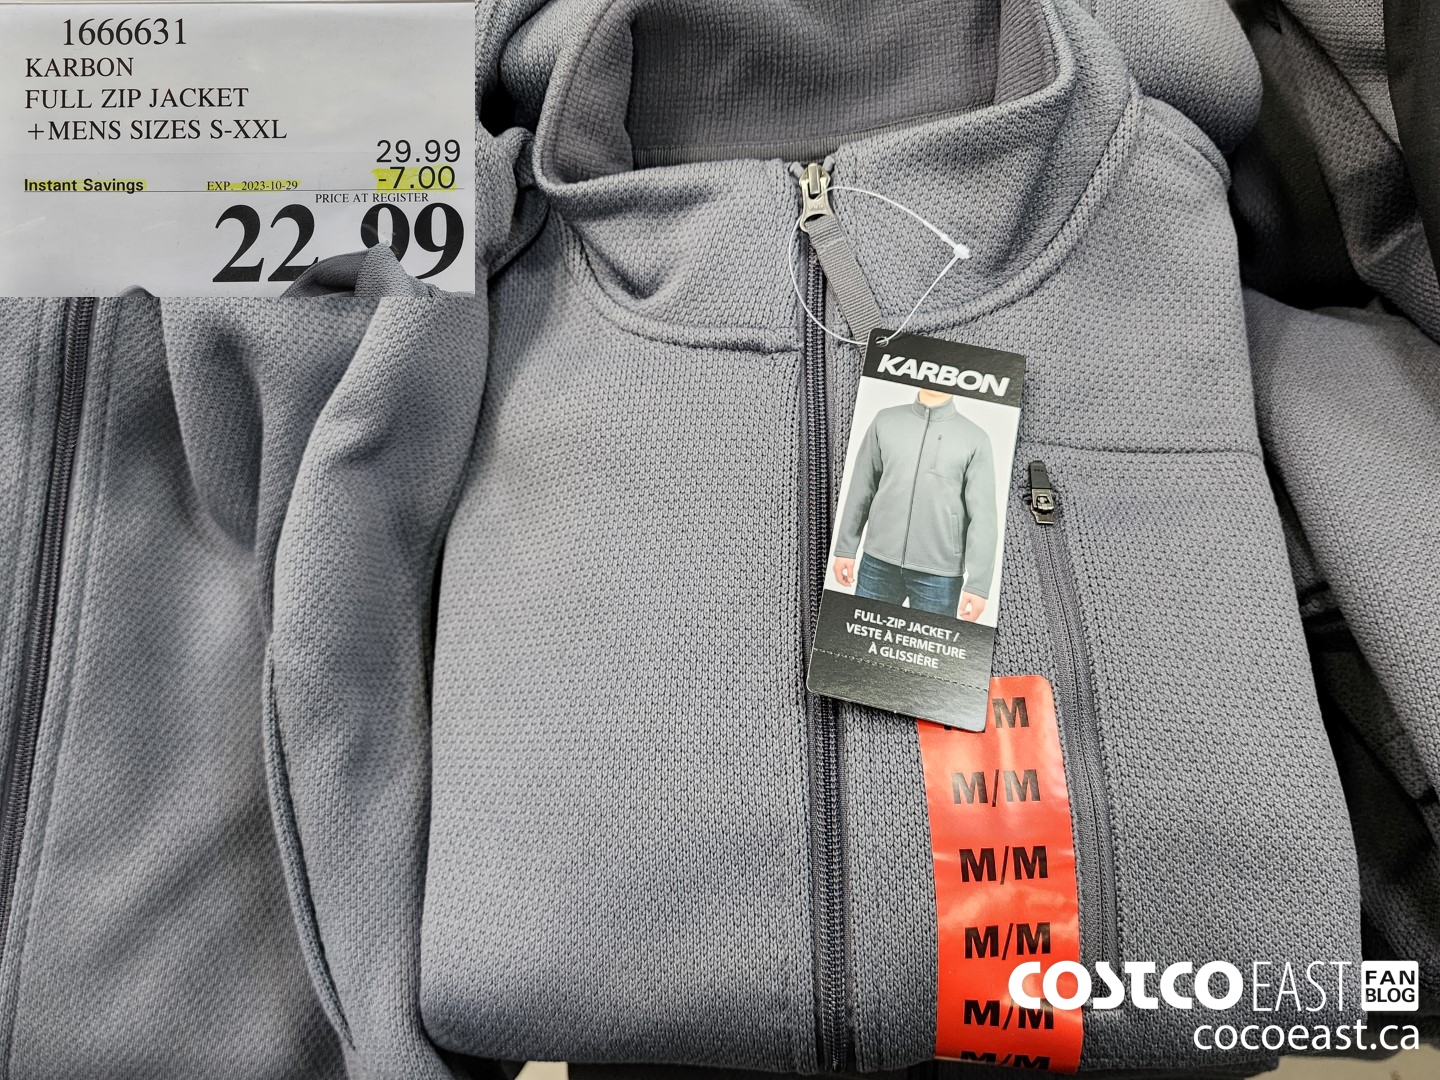 1666631
KARBON
FULL ZIP JACKET
+MENS SIZES S-XXL
29.99
Instant Savings EXP. 2023-10-29 -7.00
PRICE AT REGISTER
22.99
KARBON
FULL-ZIP JACKET /
VESTE À FERMETURE
À GLISSIÈRE
M
M/M
M/M
M/M
M/M
M/M
COSTCO EAST FAN BLOG
cocoeast.ca